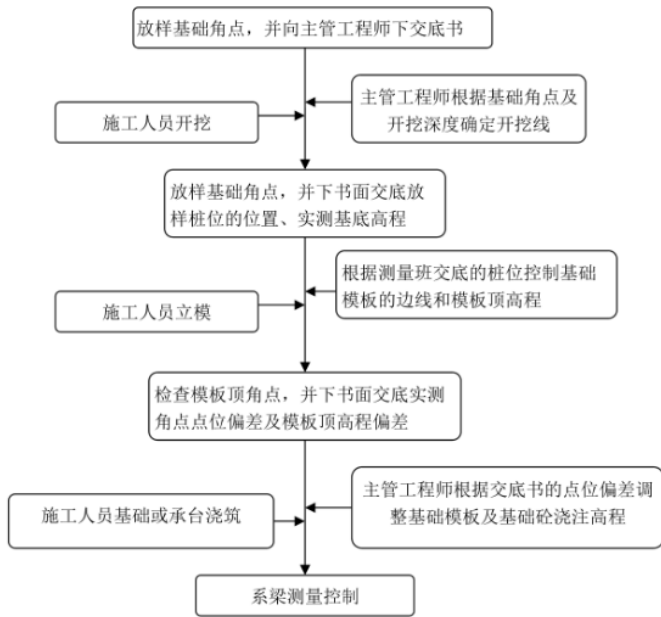 放样基础角点，并向主管工程师下交底书
主管工程师根据基础角点及
开挖深度确定开挖线
施工人员开挖
放样基础角点，并下书面交底放
样桩位的位置、实测基底高程
根据测量班交底的桩位控制基础
模板的边线和模板顶高程
施工人员立模
检查模板顶角点，并下书面交底实测
角点点位偏差及模板顶高程偏差
主管工程师根据交底书的点位偏差调
整基础模板及基础砼浇注高程
施工人员基础或承台浇筑
系梁测量控制